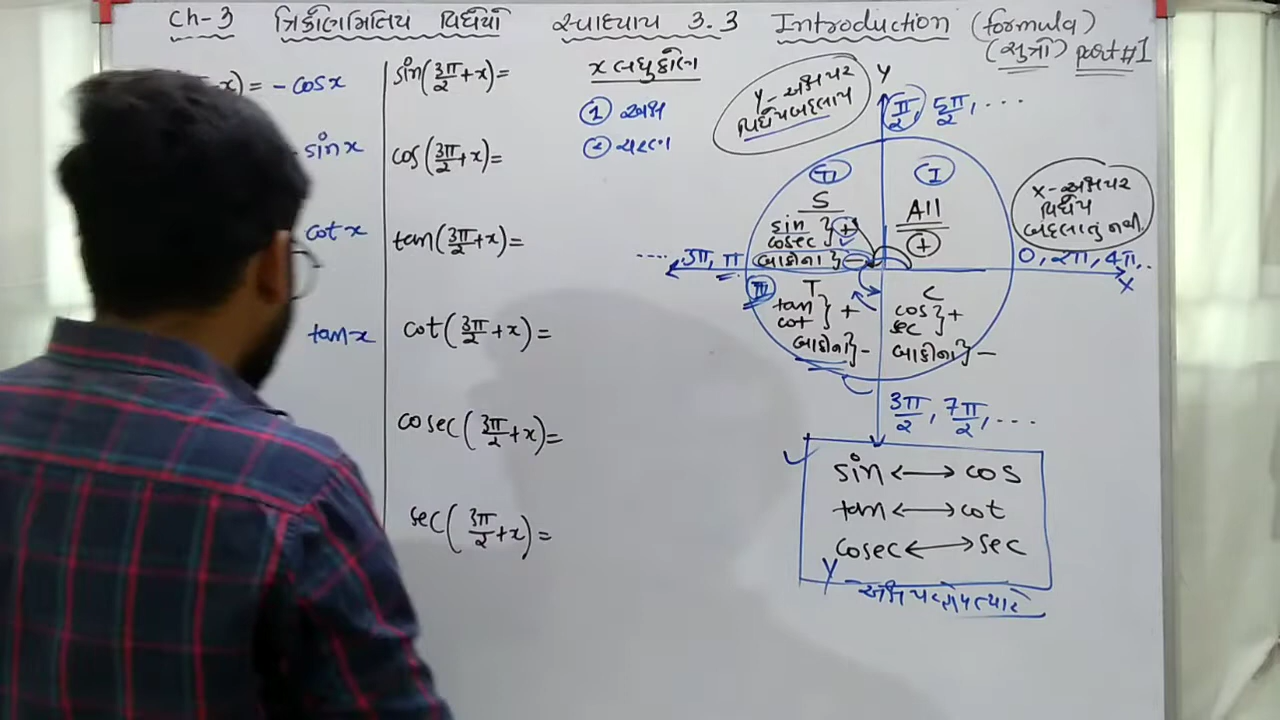 Ch-3 ત્રિકોણમિતિય વિધેયો સ્વાધ્યાય 3.3 Introduction (formula)
(સુત્રો) part #1
x) = - cos x
sin x
cot x
tan x
sin(3π/2 + x) =
cos(3π/2 + x) =
tan(3π/2 + x) =
cot(3π/2 + x) =
cosec(3π/2 + x) =
sec(3π/2 + x) =
x લઘુકોણ
① અક્ષ
② ચરણ
Y-અક્ષ પર
વિધેય બદલાય
Y
π/2, 5π/2, ...
II
S
sin
cosec } +
બાકીના } -
I
All
+
X-અક્ષ પર
વિધેય
બદલાતુ નથી
.... 3π, π
0, 2π, 4π, ..
X
III
T
tan
cot } +
બાકીના } -
C
cos
sec } +
બાકીના } -
3π/2, 7π/2, ...
sin ↔ cos
tan ↔ cot
cosec ↔ sec
Y
અક્ષ પર હોય ત્યારે